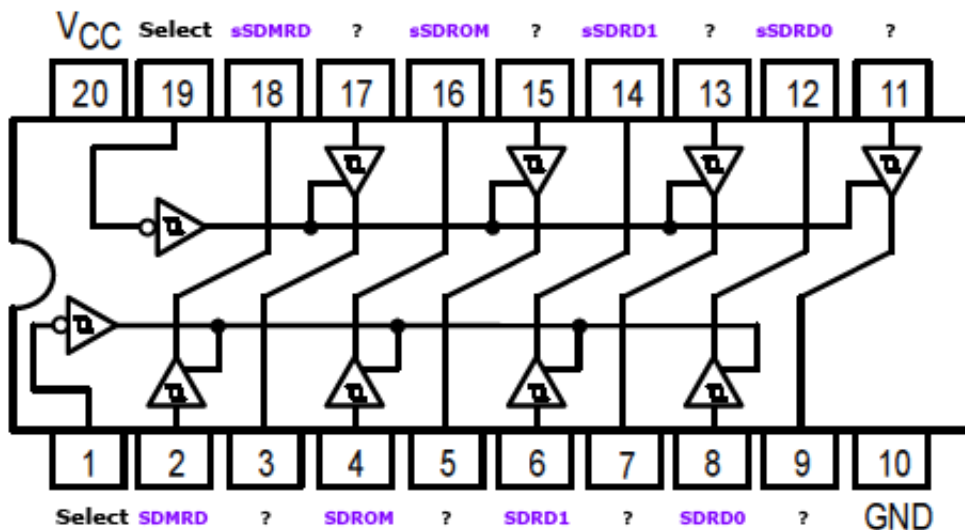 VCC Select sSDMRD ? sSDROM ? sSDRD1 ? sSDRD0 ?
20 19 18 17 16 15 14 13 12 11
1 2 3 4 5 6 7 8 9 10
Select SDMRD ? SDROM ? SDRD1 ? SDRD0 ? GND